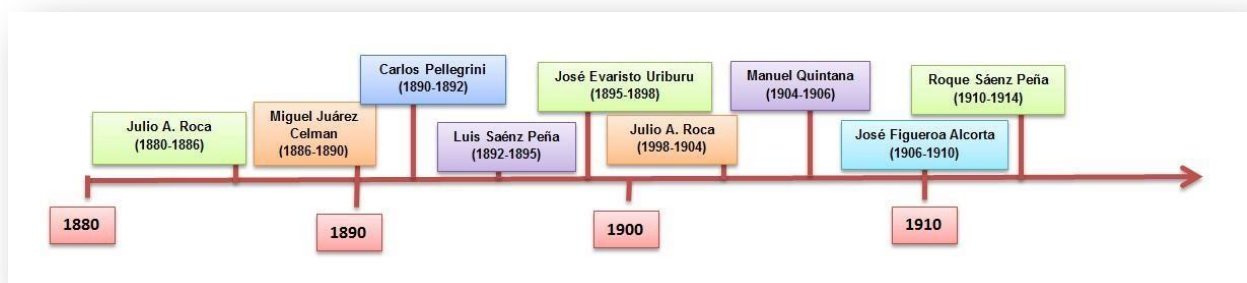 Julio A. Roca
(1880-1886)
Miguel Juárez
Celman
(1886-1890)
Carlos Pellegrini
(1890-1892)
Luis Saénz Peña
(1892-1895)
José Evaristo Uriburu
(1895-1898)
Julio A. Roca
(1998-1904)
Manuel Quintana
(1904-1906)
José Figueroa Alcorta
(1906-1910)
Roque Sáenz Peña
(1910-1914)
1880
1890
1900
1910